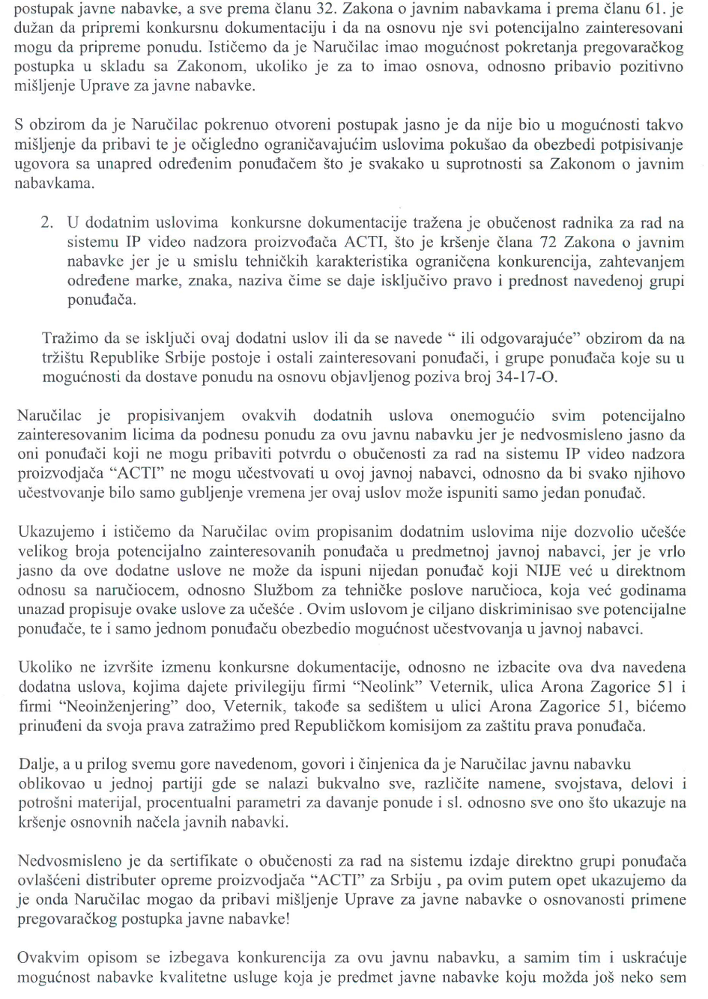 postupak javne nabavke, a sve prema članu 32. Zakona o javnim nabavkama i prema članu 61. je
dužan da pripremi konkursnu dokumentaciju i da na osnovu nje svi potencijalno zainteresovani
mogu da pripreme ponudu. Ističemo da je Naručilac imao mogućnost pokretanja pregovaračkog
postupka u skladu sa Zakonom, ukoliko je za to imao osnova, odnosno pribavio pozitivno
mišljenje Uprave za javne nabavke.
S obzirom da je Naručilac pokrenuo otvoreni postupak jasno je da nije bio u mogućnosti takvo
mišljenje da pribavi te je očigledno ograničavajućim uslovima pokušao da obezbedi potpisivanje
ugovora sa unapred određenim ponuđačem što je svakako u suprotnosti sa Zakonom o javnim
nabavkama.
2. U dodatnim uslovima konkursne dokumentacije tražena je obučenost radnika za rad na
sistemu IP video nadzora proizvođača ACTI, što je kršenje člana 72 Zakona o javnim
nabavke jer je u smislu tehničkih karakteristika ograničena konkurencija, zahtevanjem
određene marke, znaka, naziva čime se daje isključivo pravo i prednost navedenoj grupi
ponuđača.
Tražimo da se isključi ovaj dodatni uslov ili da se navede “ ili odgovarajuće” obzirom da na
tržištu Republike Srbije postoje i ostali zainteresovani ponuđači, i grupe ponuđača koje su u
mogućnosti da dostave ponudu na osnovu objavljenog poziva broj 34-17-O.
Naručilac je propisivanjem ovakvih dodatnih uslova onemogućio svim potencijalno
zainteresovanim licima da podnesu ponudu za ovu javnu nabavku jer je nedvosmisleno jasno da
oni ponuđači koji ne mogu pribaviti potvrdu o obučenosti za rad na sistemu IP video nadzora
proizvodjača “ACTI” ne mogu učestvovati u ovoj javnoj nabavci, odnosno da bi svako njihovo
učestvovanje bilo samo gubljenje vremena jer ovaj uslov može ispuniti samo jedan ponuđač.
Ukazujemo i ističemo da Naručilac ovim propisanim dodatnim uslovima nije dozvolio učešće
velikog broja potencijalno zainteresovanih ponuđača u predmetnoj javnoj nabavci, jer je vrlo
jasno da ove dodatne uslove ne može da ispuni nijedan ponuđač koji NIJE već u direktnom
odnosu sa naručiocem, odnosno Službom za tehničke poslove naručioca, koja već godinama
unazad propisuje ovake uslove za učešće . Ovim uslovom je ciljano diskriminisao sve potencijalne
ponuđače, te i samo jednom ponuđaču obezbedio mogućnost učestvovanja u javnoj nabavci.
Ukoliko ne izvršite izmenu konkursne dokumentacije, odnosno ne izbacite ova dva navedena
dodatna uslova, kojima dajete privilegiju firmi “Neolink” Veternik, ulica Arona Zagorice 51 i
firmi “Neoinženjering” doo, Veternik, takođe sa sedištem u ulici Arona Zagorice 51, bićemo
prinuđeni da svoja prava zatražimo pred Republičkom komisijom za zaštitu prava ponuđača.
Dalje, a u prilog svemu gore navedenom, govori i činjenica da je Naručilac javnu nabavku
oblikovao u jednoj partiji gde se nalazi bukvalno sve, različite namene, svojstava, delovi i
potrošni materijal, procentualni parametri za davanje ponude i sl. odnosno sve ono što ukazuje na
kršenje osnovnih načela javnih nabavki.
Nedvosmisleno je da sertifikate o obučenosti za rad na sistemu izdaje direktno grupi ponuđača
ovlašćeni distributer opreme proizvodjača “ACTI” za Srbiju , pa ovim putem opet ukazujemo da
je onda Naručilac mogao da pribavi mišljenje Uprave za javne nabavke o osnovanosti primene
pregovaračkog postupka javne nabavke!
Ovakvim opisom se izbegava konkurencija za ovu javnu nabavku, a samim tim i uskraćuje
mogućnost nabavke kvalitetne usluge koja je predmet javne nabavke koju možda još neko sem